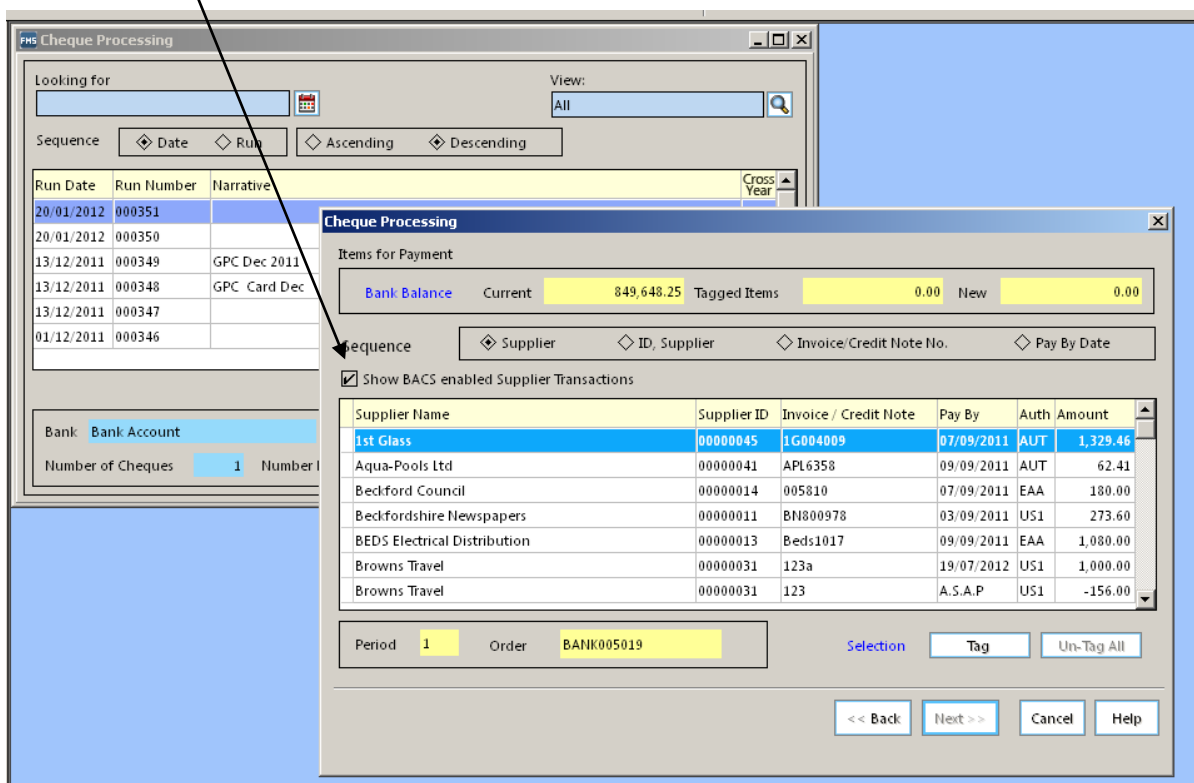 FMS Cheque Processing
Looking for
View:
All
Sequence Date Run Ascending Descending
Run Date Run Number Narrative Cross Year
20/01/2012 000351
20/01/2012 000350
13/12/2011 000349 GPC Dec 2011
13/12/2011 000348 GPC Card Dec
13/12/2011 000347
01/12/2011 000346
Bank Bank Account
Number of Cheques 1 Number
Cheque Processing
Items for Payment
Bank Balance Current 849,648.25 Tagged Items 0.00 New 0.00
Sequence Supplier ID, Supplier Invoice/Credit Note No. Pay By Date
Show BACS enabled Supplier Transactions
Supplier Name Supplier ID Invoice / Credit Note Pay By Auth Amount
1st Glass 00000045 1G004009 07/09/2011 AUT 1,329.46
Aqua-Pools Ltd 00000041 APL6358 09/09/2011 AUT 62.41
Beckford Council 00000014 005810 07/09/2011 EAA 180.00
Beckfordshire Newspapers 00000011 BN800978 03/09/2011 US1 273.60
BEDS Electrical Distribution 00000013 Beds1017 09/09/2011 EAA 1,080.00
Browns Travel 00000031 123a 19/07/2012 US1 1,000.00
Browns Travel 00000031 123 A.S.A.P US1 -156.00
Period 1 Order BANK005019 Selection Tag Un-Tag All
<< Back Next >> Cancel Help